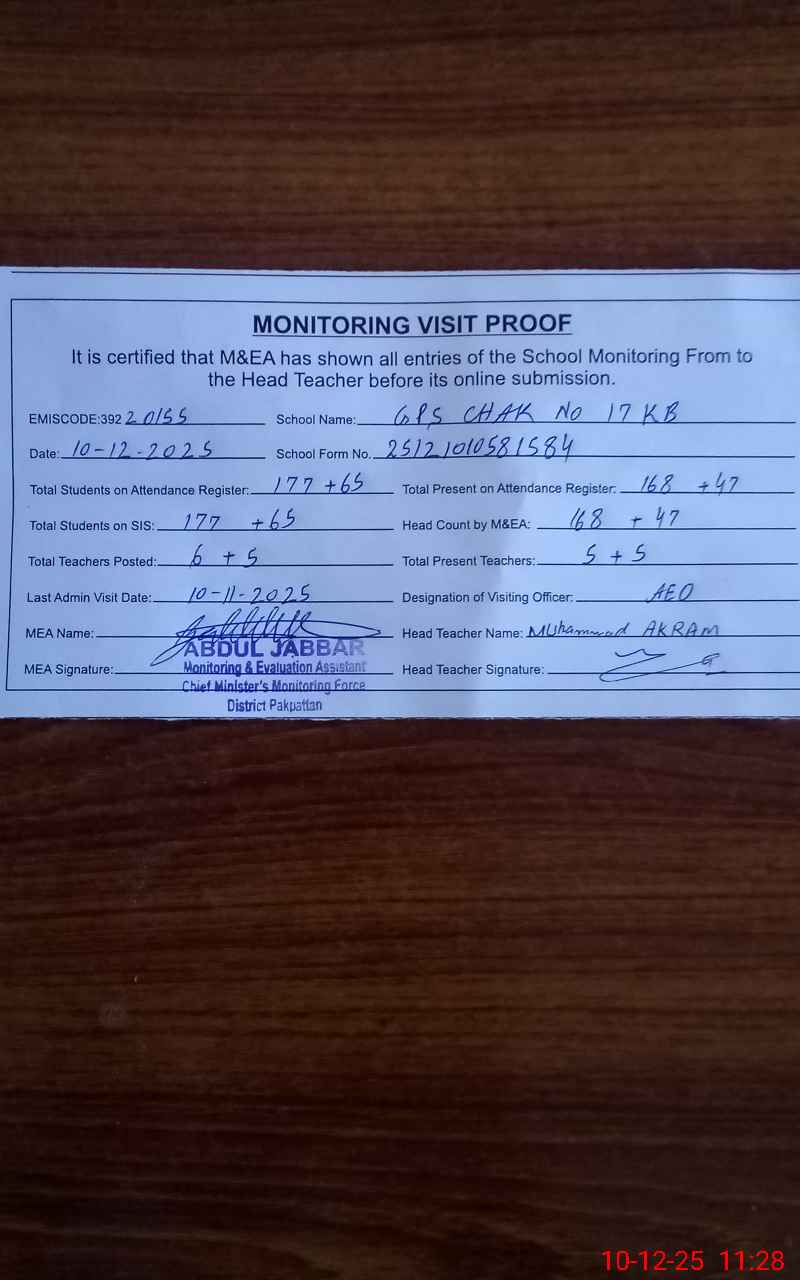 MONITORING VISIT PROOF
It is certified that M&EA has shown all entries of the School Monitoring From to
the Head Teacher before its online submission.
EMISCODE:392 20155 School Name: GPS CHAK NO 17 KB
Date: 10-12-2025 School Form No. 25121010581584
Total Students on Attendance Register: 177 +65 Total Present on Attendance Register: 168 +47
Total Students on SIS: 177 +65 Head Count by M&EA: 168 + 47
Total Teachers Posted: 6 + 5 Total Present Teachers: 5 + 5
Last Admin Visit Date: 10-11-2025 Designation of Visiting Officer: AEO
MEA Name: Head Teacher Name: Muhammad AKRAM
ABDUL JABBAR
MEA Signature: Monitoring & Evaluation Assistant Head Teacher Signature:
Chief Minister's Monitoring Force
District Pakpattan
10-12-25 11:28